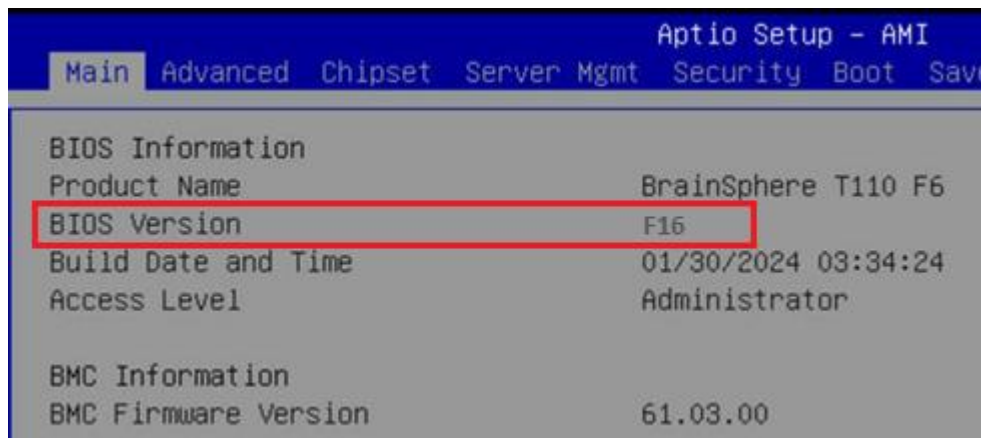 Aptio Setup - AMI
Main Advanced Chipset Server Mgmt Security Boot Save
BIOS Information
Product Name BrainSphere T110 F6
BIOS Version F16
Build Date and Time 01/30/2024 03:34:24
Access Level Administrator
BMC Information
BMC Firmware Version 61.03.00